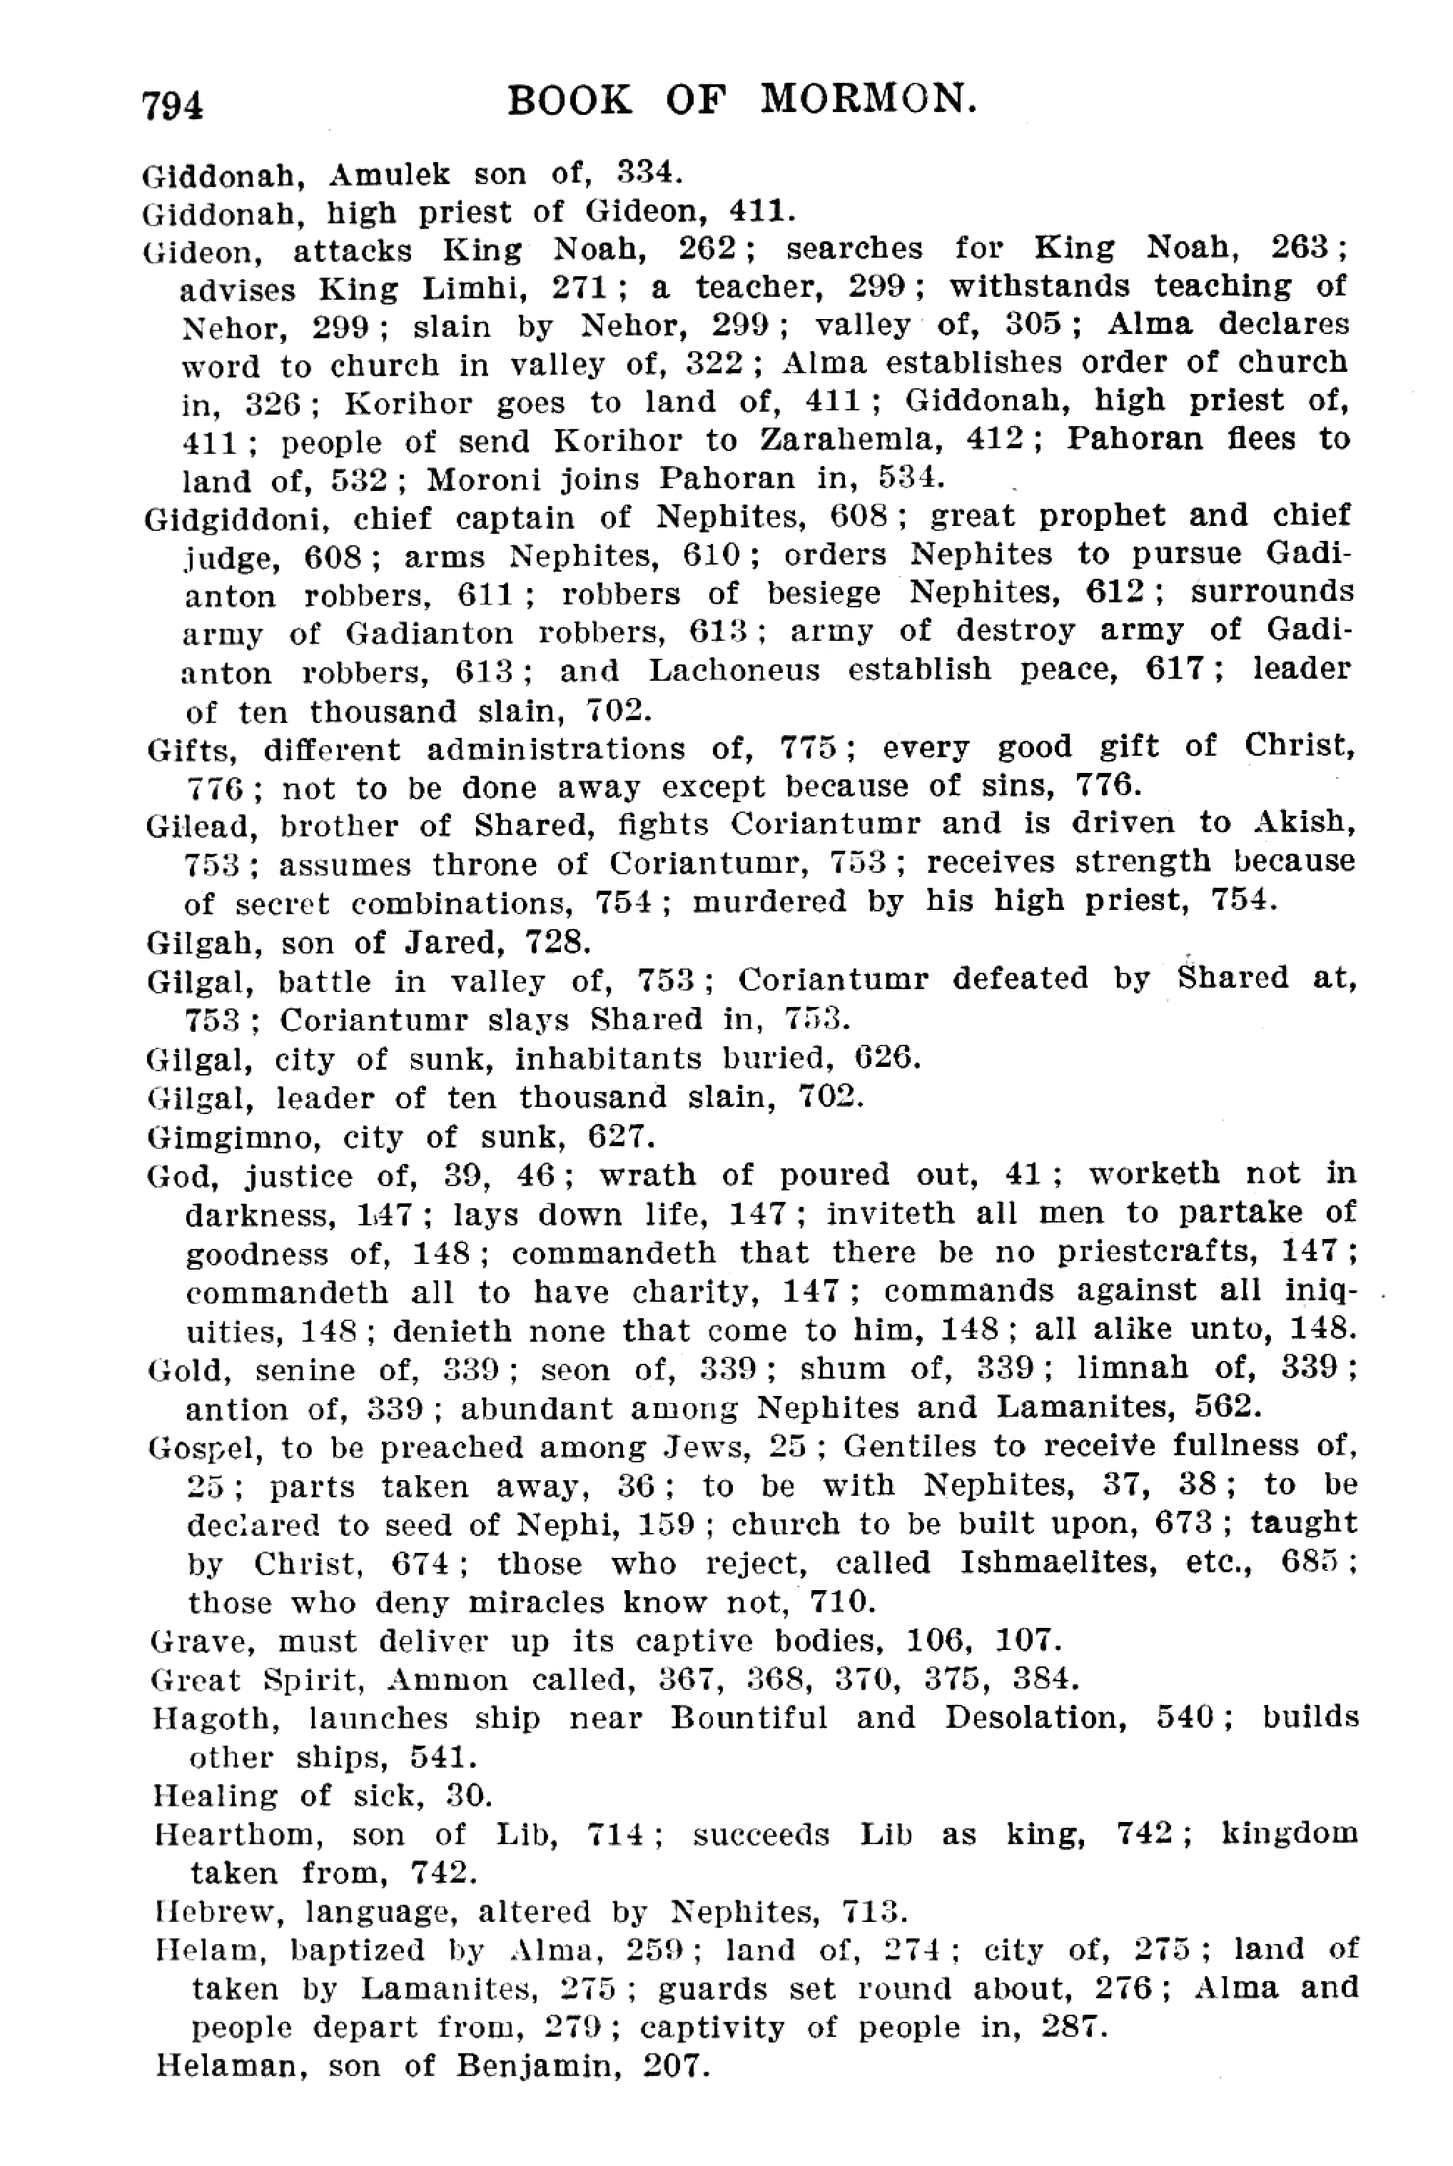 794 BOOK OF MORMON.
Giddonah, Amulek son of, 334.
Giddonah, high priest of Gideon, 411.
Gideon, attacks King Noah, 262; searches for King Noah, 263;
advises King Limhi, 271; a teacher, 299; withstands teaching of
Nehor, 299; slain by Nehor, 299; valley of, 305; Alma declares
word to church in valley of, 322; Alma establishes order of church
in, 326; Korihor goes to land of, 411; Giddonah, high priest of,
411; people of send Korihor to Zarahemla, 412; Pahoran flees to
land of, 532; Moroni joins Pahoran in, 534.
Gidgiddoni, chief captain of Nephites, 608; great prophet and chief
judge, 608; arms Nephites, 610; orders Nephites to pursue Gadi-
anton robbers, 611; robbers of besiege Nephites, 612; surrounds
army of Gadianton robbers, 613; army of destroy army of Gadi-
anton robbers, 613; and Lachoneus establish peace, 617; leader
of ten thousand slain, 702.
Gifts, different administrations of, 775; every good gift of Christ,
776; not to be done away except because of sins, 776.
Gilead, brother of Shared, fights Coriantumr and is driven to Akish,
753; assumes throne of Coriantumr, 753; receives strength because
of secret combinations, 754; murdered by his high priest, 754.
Gilgah, son of Jared, 728.
Gilgal, battle in valley of, 753; Coriantumr defeated by Shared at,
753; Coriantumr slays Shared in, 753.
Gilgal, city of sunk, inhabitants buried, 626.
Gilgal, leader of ten thousand slain, 702.
Gimgimno, city of sunk, 627.
God, justice of, 39, 46; wrath of poured out, 41; worketh not in
darkness, 147; lays down life, 147; inviteth all men to partake of
goodness of, 148; commandeth that there be no priestcrafts, 147;
commandeth all to have charity, 147; commands against all iniq-
uities, 148; denieth none that come to him, 148; all alike unto, 148.
Gold, senine of, 339; seon of, 339; shum of, 339; limnah of, 339;
antion of, 339; abundant among Nephites and Lamanites, 562.
Gospel, to be preached among Jews, 25; Gentiles to receive fullness of,
25; parts taken away, 36; to be with Nephites, 37, 38; to be
declared to seed of Nephi, 159; church to be built upon, 673; taught
by Christ, 674; those who reject, called Ishmaelites, etc., 685;
those who deny miracles know not, 710.
Grave, must deliver up its captive bodies, 106, 107.
Great Spirit, Ammon called, 367, 368, 370, 375, 384.
Hagoth, launches ship near Bountiful and Desolation, 540; builds
other ships, 541.
Healing of sick, 30.
Hearthom, son of Lib, 714; succeeds Lib as king, 742; kingdom
taken from, 742.
Hebrew, language, altered by Nephites, 713.
Helam, baptized by Alma, 259; land of, 274; city of, 275; land of
taken by Lamanites, 275; guards set round about, 276; Alma and
people depart from, 279; captivity of people in, 287.
Helaman, son of Benjamin, 207.